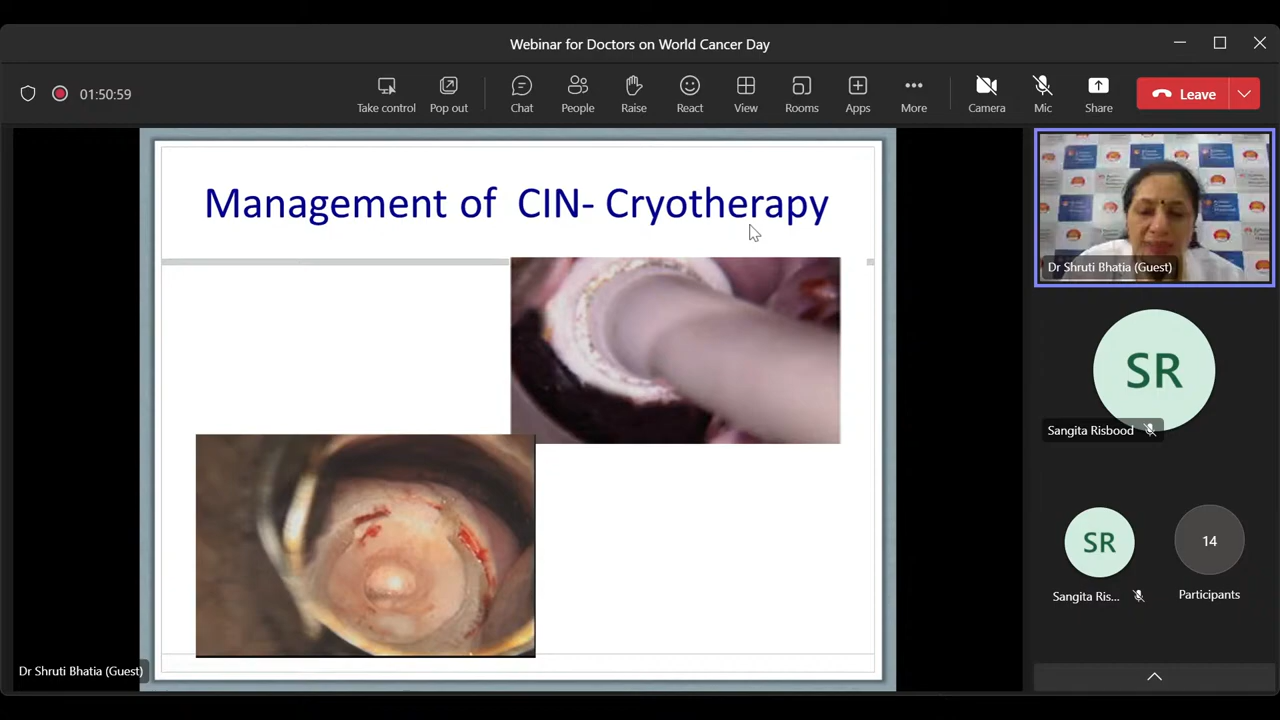 Webinar for Doctors on World Cancer Day
01:50:59
Take control
Pop out
Chat
People
Raise
React
View
Rooms
Apps
More
Camera
Mic
Share
Leave
Management of CIN- Cryotherapy
Dr Shruti Bhatia (Guest)
SR
Sangita Risbood
SR
14
Sangita Ris...
Participants
Dr Shruti Bhatia (Guest)